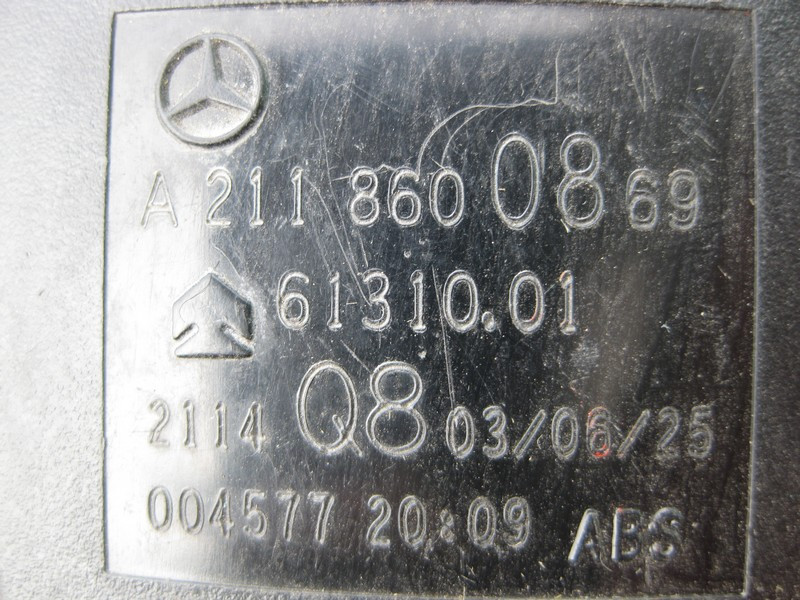 A 211 860 08 69
61310.01
2114 Q8 03/06/25
004577 20:09 ABS